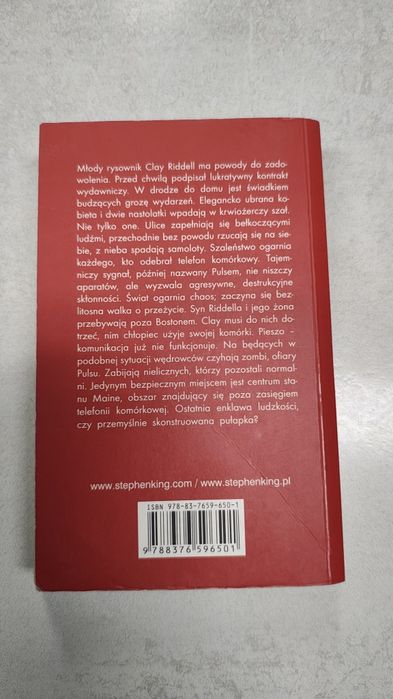 Młody rysownik Clay Riddell ma powody do zado-
wolenia. Przed chwilą podpisał lukratywny kontrakt
wydawniczy. W drodze do domu jest świadkiem
budzących grozę wydarzeń. Elegancko ubrana ko-
bieta i dwie nastolatki wpadają w krwiożerczy szał.
Nie tylko one. Ulice zapełniają się bełkoczącymi
ludźmi, przechodnie bez powodu rzucają się na sie-
bie, z nieba spadają samoloty. Szaleństwo ogarnia
każdego, kto odebrał telefon komórkowy. Tajem-
niczy sygnał, później nazwany Pulsem, nie niszczy
aparatów, ale wyzwala agresywne, destrukcyjne
skłonności. Świat ogarnia chaos; zaczyna się bez-
litosna walka o przeżycie. Syn Riddella i jego żona
przebywają poza Bostonem. Clay musi do nich do-
trzeć, nim chłopiec użyje swojej komórki. Pieszo –
komunikacja już nie funkcjonuje. Na będących w
podobnej sytuacji wędrowców czyhają zombi, ofiary
Pulsu. Zabijają nielicznych, którzy pozostali normal-
ni. Jedynym bezpiecznym miejscem jest centrum sta-
nu Maine, obszar znajdujący się poza zasięgiem
telefonii komórkowej. Ostatnia enklawa ludzkości,
czy przemyślnie skonstruowana pułapka?
www.stephenking.com / www.stephenking.pl
ISBN 978-83-7659-650-1
9 788376 596501